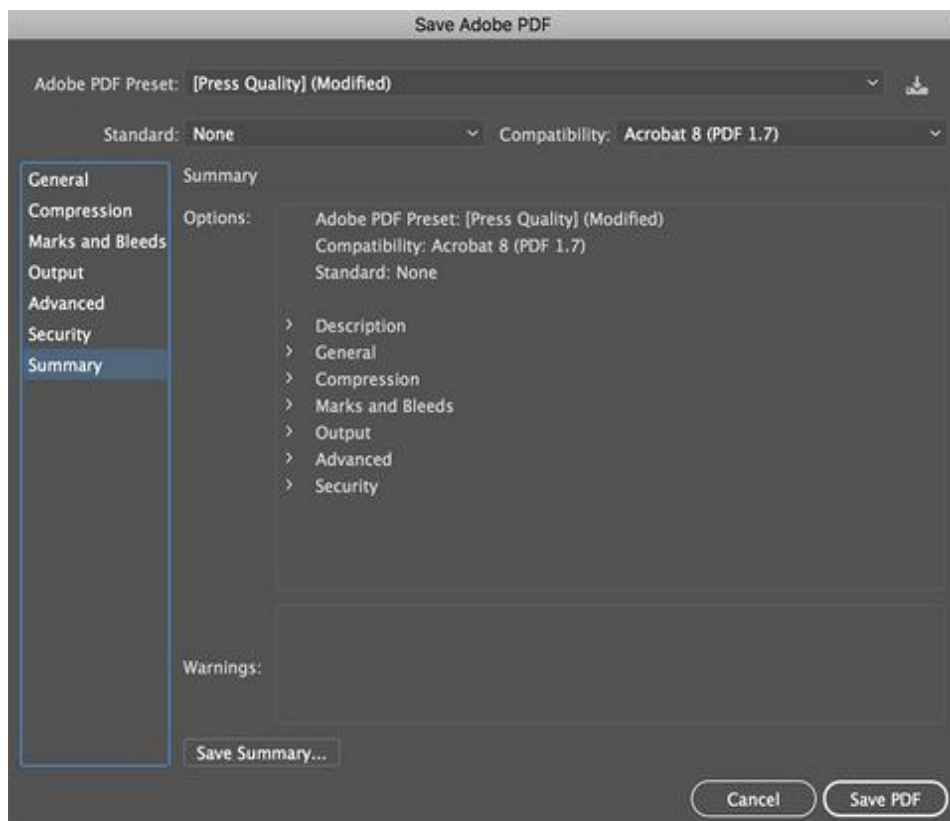 Save Adobe PDF
Adobe PDF Preset: [Press Quality] (Modified)
Standard: None Compatibility: Acrobat 8 (PDF 1.7)
General
Compression
Marks and Bleeds
Output
Advanced
Security
Summary
Summary
Options:
Adobe PDF Preset: [Press Quality] (Modified)
Compatibility: Acrobat 8 (PDF 1.7)
Standard: None
Description
General
Compression
Marks and Bleeds
Output
Advanced
Security
Warnings:
Save Summary...
Cancel Save PDF